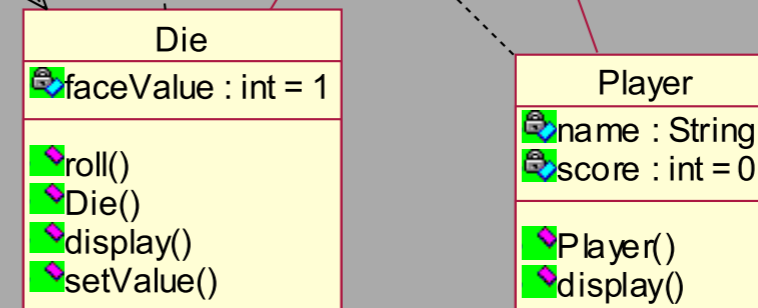 Die
faceValue : int = 1
roll()
Die()
display()
setValue()
Player
name : String
score : int = 0
Player()
display()